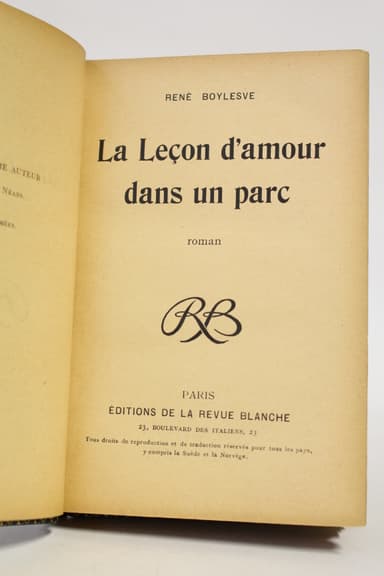 AUTEUR
RENÉ BOYLESVE
La Leçon d'amour
dans un parc
roman
RB
PARIS
ÉDITIONS DE LA REVUE BLANCHE
23, BOULEVARD DES ITALIENS, 23
Tous droits de reproduction et de traduction réservés pour tous les pays,
y compris la Suède et la Norvège.